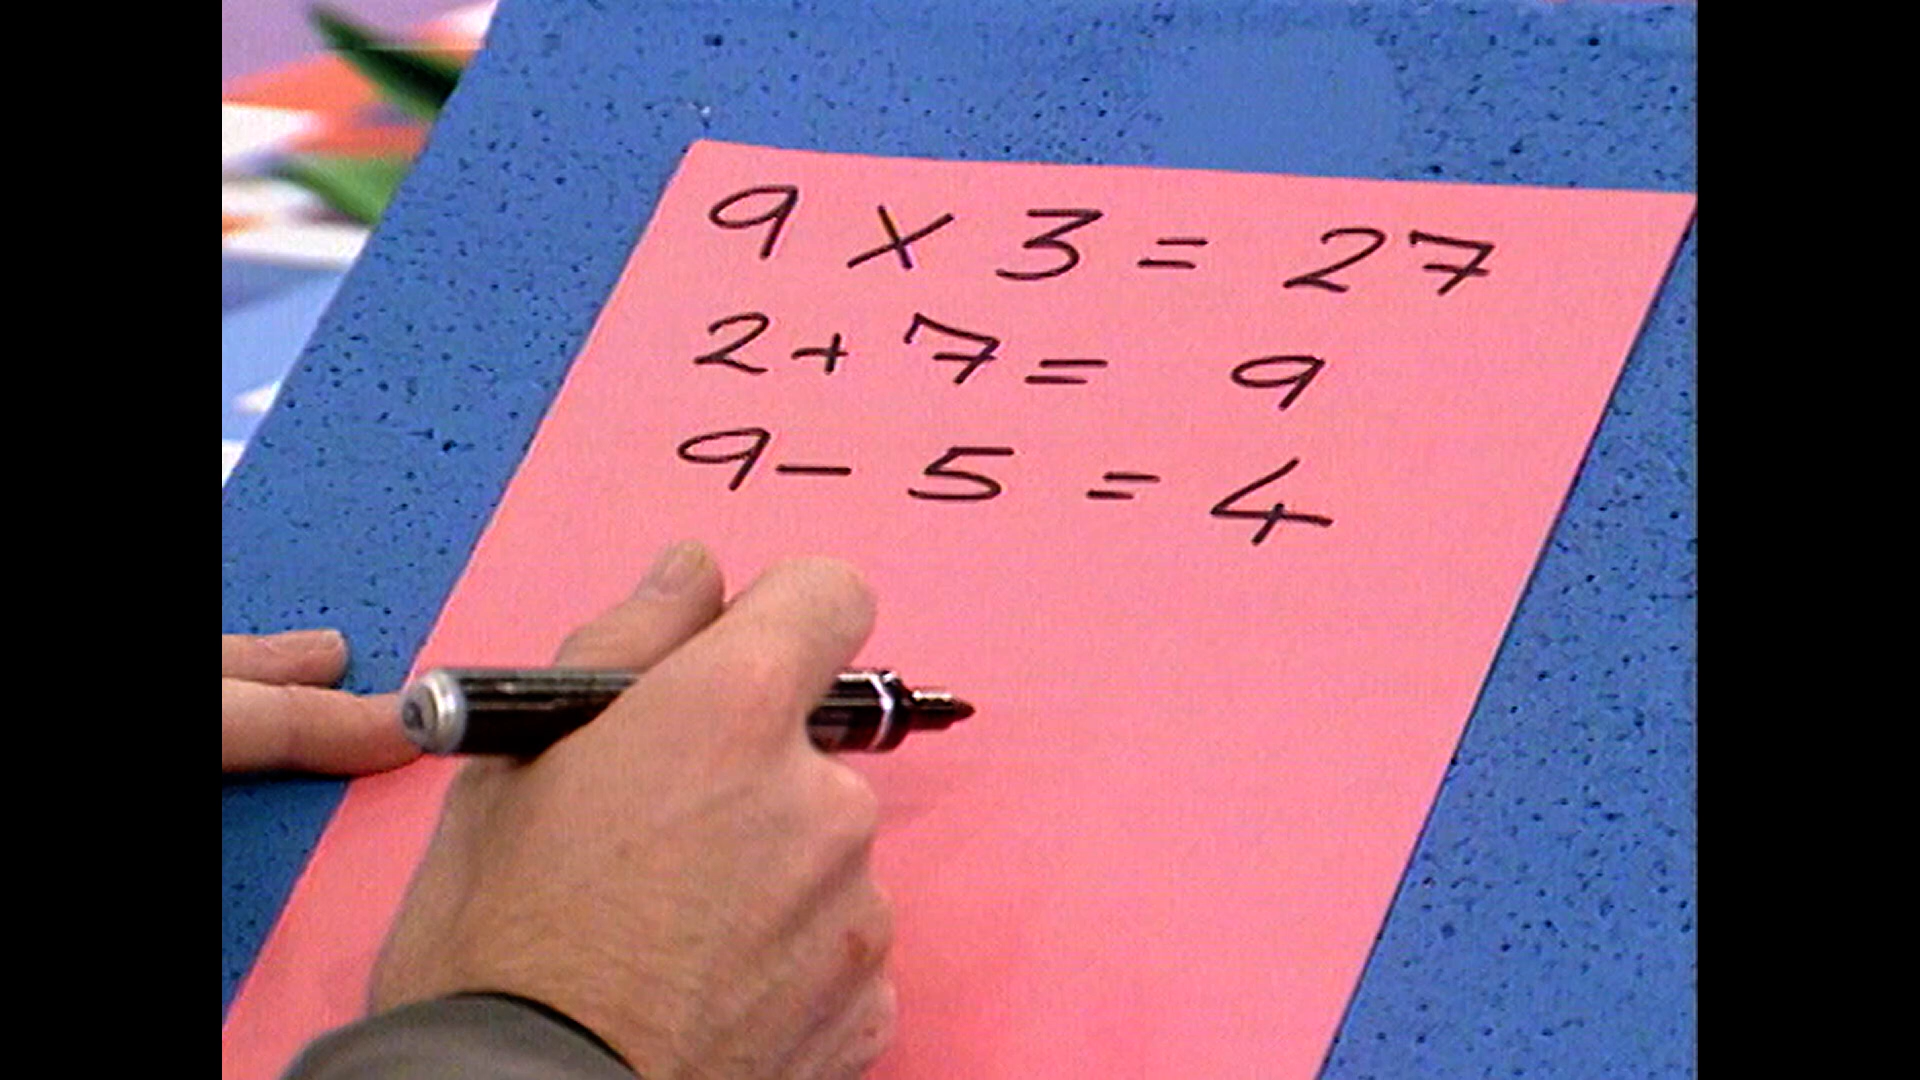 9 × 3 = 27
2 + 7 = 9
9 - 5 = 4